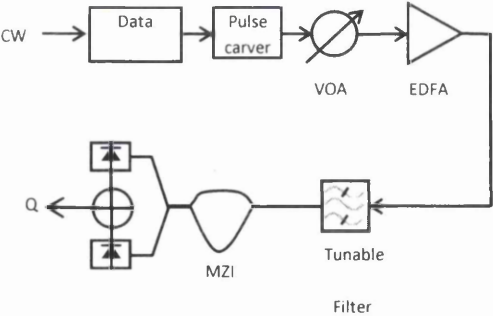 CW
Data
Pulse
carver
VOA
EDFA
Q
MZI
Tunable
Filter